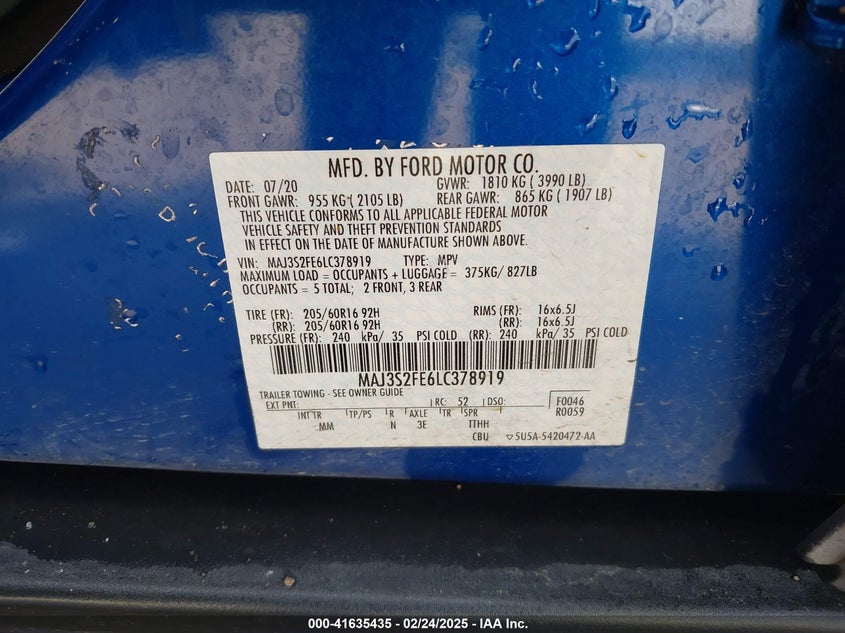 MFD. BY FORD MOTOR CO.
DATE: 07/20 GVWR: 1810 KG ( 3990 LB)
FRONT GAWR: 955 KG ( 2105 LB) REAR GAWR: 865 KG ( 1907 LB)
THIS VEHICLE CONFORMS TO ALL APPLICABLE FEDERAL MOTOR
VEHICLE SAFETY AND THEFT PREVENTION STANDARDS
IN EFFECT ON THE DATE OF MANUFACTURE SHOWN ABOVE.
VIN: MAJ3S2FE6LC378919 TYPE: MPV
MAXIMUM LOAD = OCCUPANTS + LUGGAGE = 375KG/ 827LB
OCCUPANTS = 5 TOTAL; 2 FRONT, 3 REAR
TIRE (FR): 205/60R16 92H RIMS (FR): 16x6.5J
(RR): 205/60R16 92H (RR): 16x6.5J
PRESSURE (FR): 240 kPa/ 35 PSI COLD (RR): 240 kPa/ 35 PSI COLD
MAJ3S2FE6LC378919
TRAILER TOWING - SEE OWNER GUIDE
EXT PNT: RC: 52 DSO: F0046
INT TR TP/PS R AXLE TR SPR R0059
MM N 3E TTHH
CBU ▽5U5A-5420472-AA
000-41635435 - 02/24/2025 - IAA Inc.